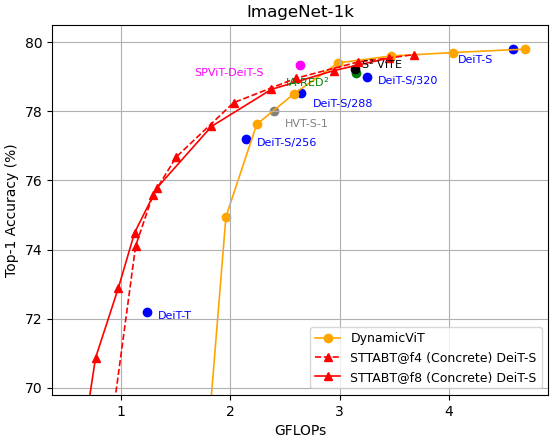 ImageNet-1k
80
78
76
74
72
70
Top-1 Accuracy (%)
SPViT-DeiT-S
S² ViTE
DeiT-S
IA-RED²
DeiT-S/320
DeiT-S/288
HVT-S-1
DeiT-S/256
DeiT-T
DynamicViT
STTABT@f4 (Concrete) DeiT-S
STTABT@f8 (Concrete) DeiT-S
1 2 3 4
GFLOPs